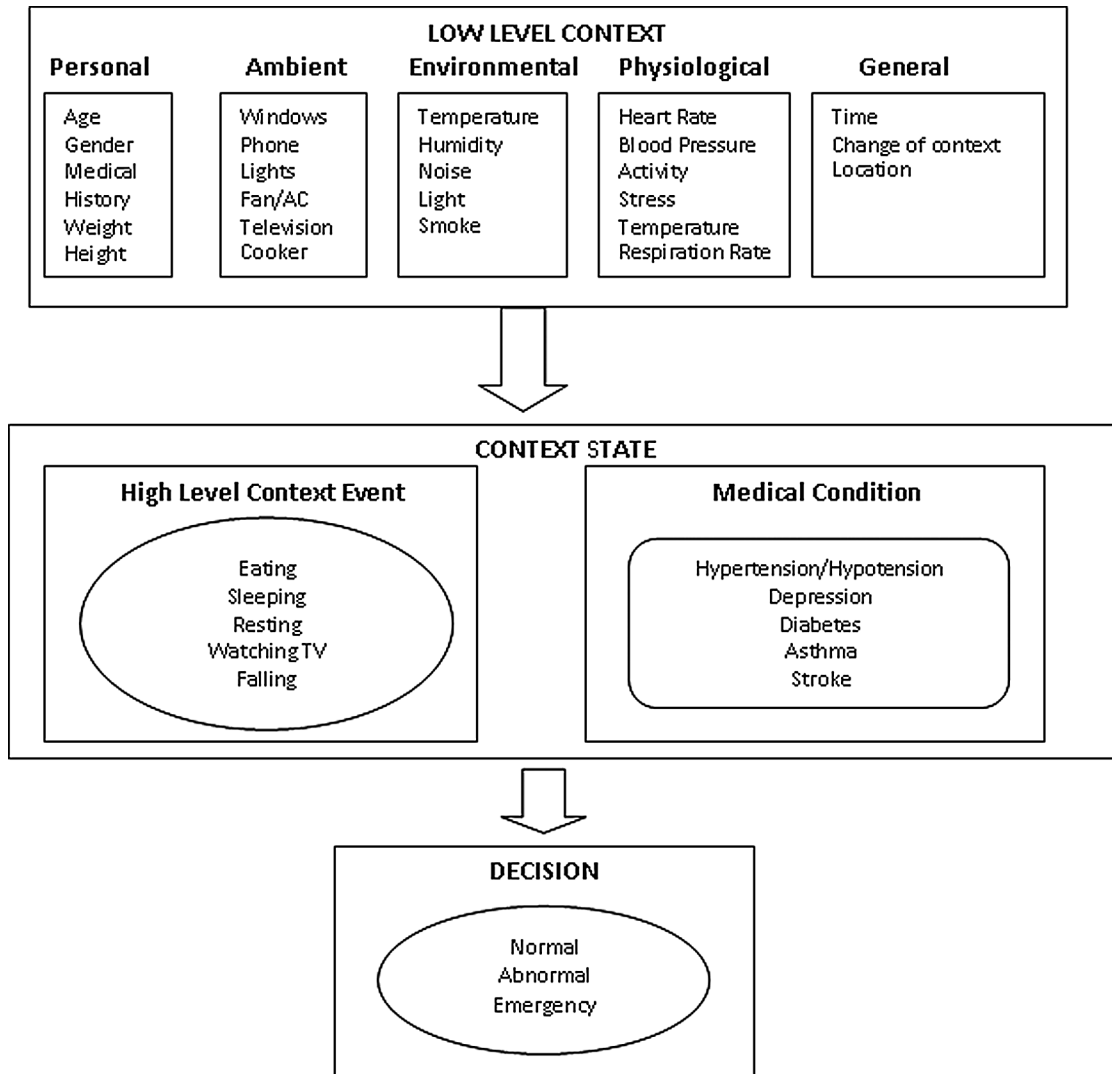 LOW LEVEL CONTEXT
Personal
Age
Gender
Medical
History
Weight
Height
Ambient
Windows
Phone
Lights
Fan/AC
Television
Cooker
Environmental
Temperature
Humidity
Noise
Light
Smoke
Physiological
Heart Rate
Blood Pressure
Activity
Stress
Temperature
Respiration Rate
General
Time
Change of context
Location
CONTEXT STATE
High Level Context Event
Eating
Sleeping
Resting
Watching TV
Falling
Medical Condition
Hypertension/Hypotension
Depression
Diabetes
Asthma
Stroke
DECISION
Normal
Abnormal
Emergency